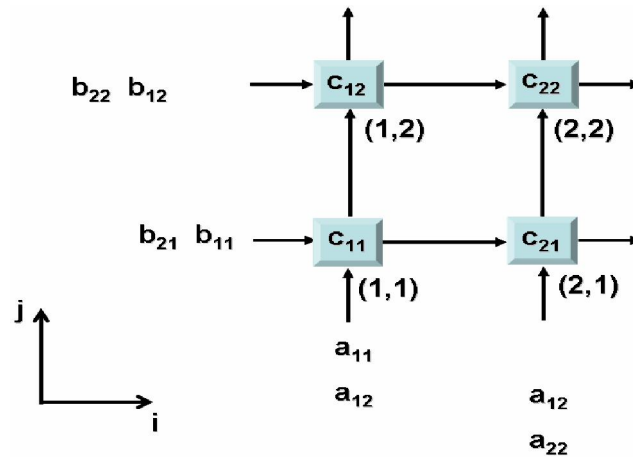 b22 b12
c12
c22
(1,2)
(2,2)
b21 b11
c11
c21
(1,1)
(2,1)
j
i
a11
a12
a12
a22